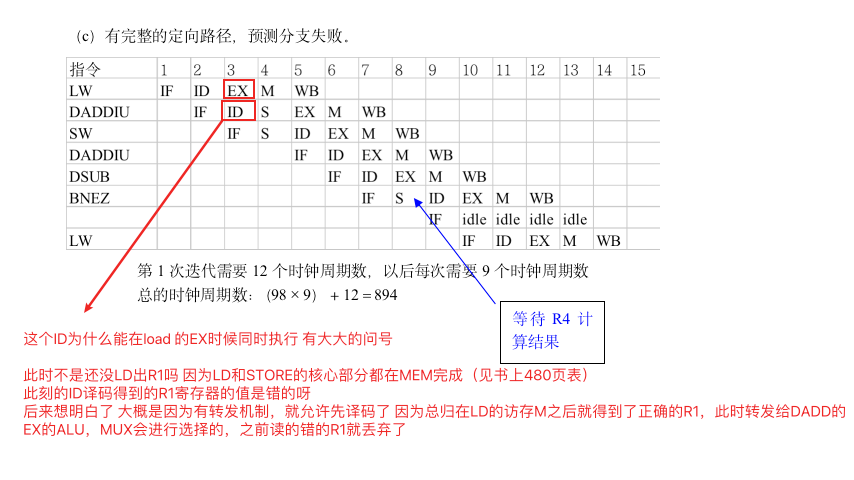 （c）有完整的定向路径，预测分支失败。
指令 1 2 3 4 5 6 7 8 9 10 11 12 13 14 15
LW IF ID EX M WB
DADDIU IF ID S EX M WB
SW IF S ID EX M WB
DADDIU IF ID EX M WB
DSUB IF ID EX M WB
BNEZ IF S ID EX M WB
IF idle idle idle idle
LW IF ID EX M WB
第 1 次迭代需要 12 个时钟周期数，以后每次需要 9 个时钟周期数
总的时钟周期数:（98 × 9）+ 12 = 894
等待 R4 计
算结果
这个ID为什么能在load 的EX时候同时执行 有大大的问号
此时不是还没LD出R1吗 因为LD和STORE的核心部分都在MEM完成（见书上480页表）
此刻的ID译码得到的R1寄存器的值是错的呀
后来想明白了 大概是因为有转发机制，就允许先译码了 因为总归在LD的访存M之后就得到了正确的R1，此时转发给DADD的
EX的ALU，MUX会进行选择的，之前读的错的R1就丢弃了